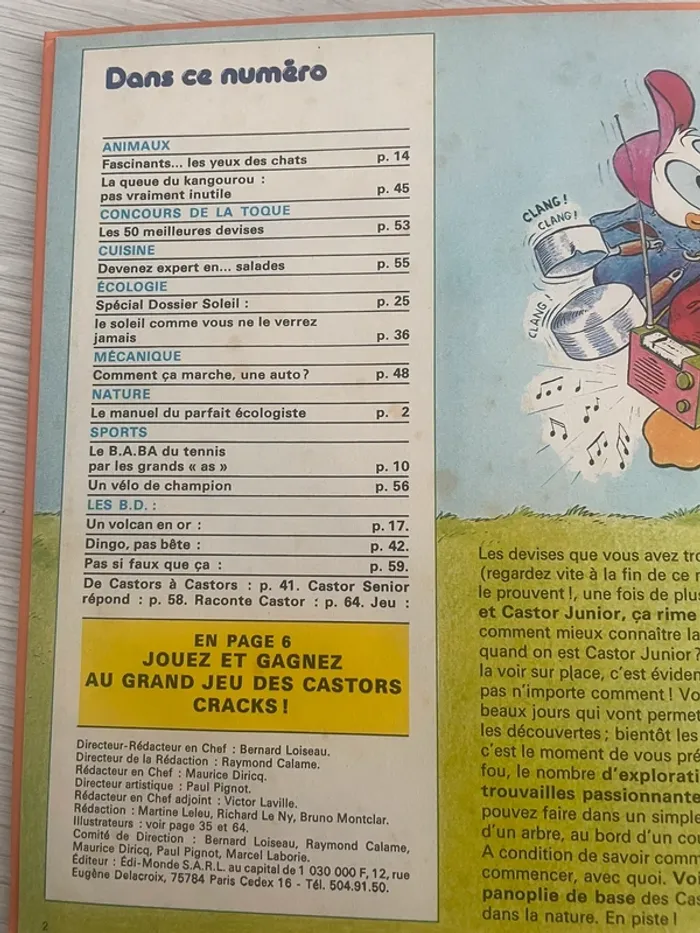 Dans ce numéro
ANIMAUX
Fascinants... les yeux des chats p. 14
La queue du kangourou :
pas vraiment inutile p. 45
CONCOURS DE LA TOQUE
Les 50 meilleures devises p. 53
CUISINE
Devenez expert en... salades p. 55
ÉCOLOGIE
Spécial Dossier Soleil : p. 25
le soleil comme vous ne le verrez
jamais p. 36
MÉCANIQUE
Comment ça marche, une auto ? p. 48
NATURE
Le manuel du parfait écologiste p. 2
SPORTS
Le B.A.BA du tennis
par les grands « as » p. 10
Un vélo de champion p. 56
LES B.D. :
Un volcan en or : p. 17.
Dingo, pas bête : p. 42.
Pas si faux que ça : p. 59.
De Castors à Castors : p. 41. Castor Senior
répond : p. 58. Raconte Castor : p. 64. Jeu :
EN PAGE 6
JOUEZ ET GAGNEZ
AU GRAND JEU DES CASTORS
CRACKS !
Directeur-Rédacteur en Chef : Bernard Loiseau.
Directeur de la Rédaction : Raymond Calame.
Rédacteur en Chef : Maurice Diricq.
Directeur artistique : Paul Pignot.
Rédacteur en Chef adjoint : Victor Laville.
Rédaction : Martine Leleu, Richard Le Ny, Bruno Montclar.
Illustrateurs : voir page 35 et 64.
Comité de Direction : Bernard Loiseau, Raymond Calame,
Maurice Diricq, Paul Pignot, Marcel Laborie.
Éditeur : Édi-Monde S.A.R.L. au capital de 1 030 000 F, 12, rue
Eugène Delacroix, 75784 Paris Cedex 16 - Tél. 504.91.50.
2
CLANG !
CLANG !
CLANG !
Les devises que vous avez
(regardez vite à la fin de ce
le prouvent !, une fois de
et Castor Junior, ça rime
comment mieux connaître la
quand on est Castor Junior ?
la voir sur place, c'est
pas n'importe comment !
beaux jours qui vont
les découvertes ; bientôt les
c'est le moment de vous
fou, le nombre
trouvailles passionnantes
pouvez faire dans un simple
d'un arbre, au bord d'un
A condition de savoir
commencer, avec quoi.
panoplie de base des
dans la nature. En piste !